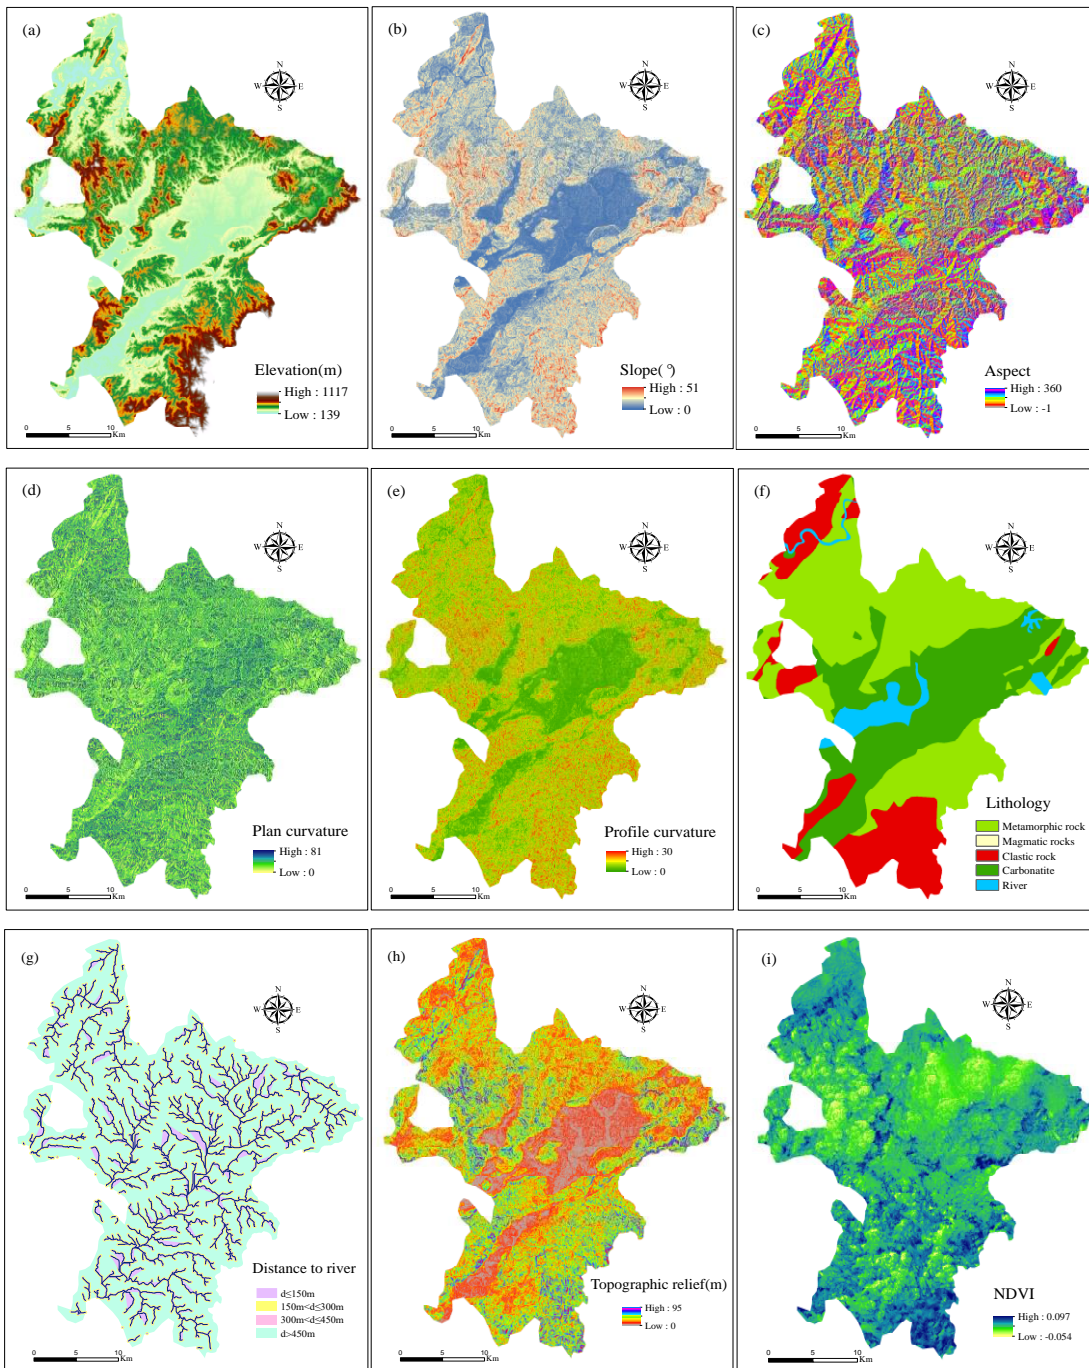 (a)
N
W E
S
Elevation(m)
High : 1117
Low : 139
0 5 10
Km
(b)
N
W E
S
Slope(°)
High : 51
Low : 0
0 5 10
Km
(c)
N
W E
S
Aspect
High : 360
Low : -1
0 5 10
Km
(d)
N
W E
S
Plan curvature
High : 81
Low : 0
0 5 10
Km
(e)
N
W E
S
Profile curvature
High : 30
Low : 0
0 5 10
Km
(f)
N
W E
S
Lithology
Metamorphic rock
Magmatic rocks
Clastic rock
Carbonatite
River
0 5 10
Km
(g)
N
W E
S
Distance to river
d≤150m
150m<d≤300m
300m<d≤450m
d>450m
0 5 10
Km
(h)
N
W E
S
Topographic relief(m)
High : 95
Low : 0
0 5 10
Km
(i)
N
W E
S
NDVI
High : 0.097
Low : -0.054
0 5 10
Km